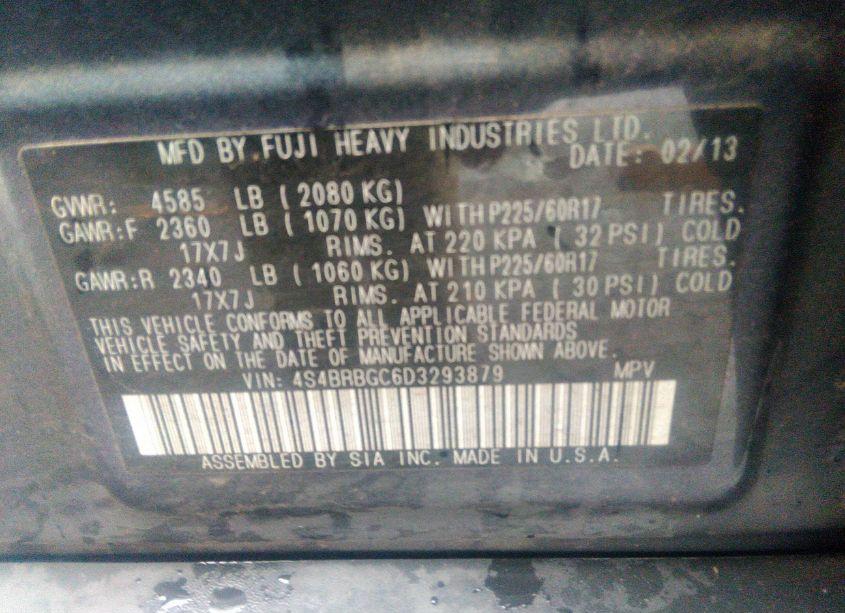 MFD BY FUJI HEAVY INDUSTRIES LTD.
DATE: 02/13
GVWR: 4585 LB ( 2080 KG)
GAWR:F 2360 LB ( 1070 KG) WITH P225/60R17 TIRES.
17X7J RIMS. AT 220 KPA ( 32 PSI) COLD
GAWR:R 2340 LB ( 1060 KG) WITH P225/60R17 TIRES.
17X7J RIMS. AT 210 KPA ( 30 PSI) COLD
THIS VEHICLE CONFORMS TO ALL APPLICABLE FEDERAL MOTOR
VEHICLE SAFETY AND THEFT PREVENTION STANDARDS
IN EFFECT ON THE DATE OF MANUFACTURE SHOWN ABOVE.
VIN: 4S4BRBGC6D3293879 MPV
ASSEMBLED BY SIA INC. MADE IN U.S.A.